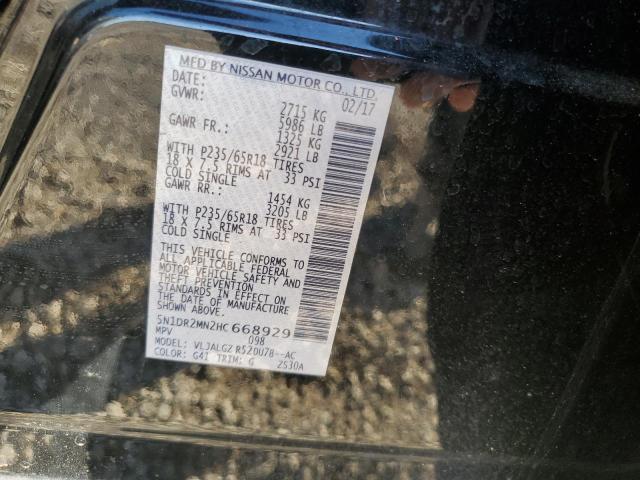 MFD BY NISSAN MOTOR CO., LTD
DATE: 02/17
GVWR: 2715 KG
5986 LB
GAWR FR.: 1325 KG
2921 LB
WITH P235/65R18 TIRES
18 X 7.5 RIMS AT 33 PSI
COLD SINGLE
GAWR RR.: 1454 KG
3205 LB
WITH P235/65R18 TIRES
18 X 7.5 RIMS AT 33 PSI
COLD SINGLE
THIS VEHICLE CONFORMS TO
ALL APPLICABLE FEDERAL
MOTOR VEHICLE SAFETY AND
THEFT PREVENTION
STANDARDS IN EFFECT ON
THE DATE OF MANUFACTURE
SHOWN ABOVE.
5N1DR2MN2HC668929
MPV 098
MODEL: VLJALGZ R520U78--AC
COLOR: G41 TRIM: G 2S30A